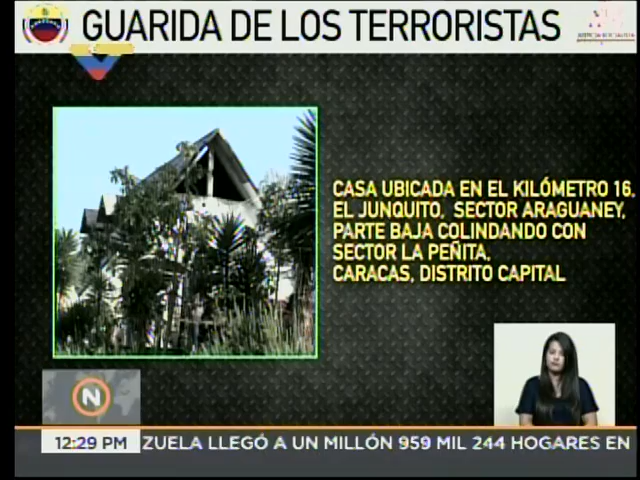 GUARIDA DE LOS TERRORISTAS
CASA UBICADA EN EL KILÓMETRO 16,
EL JUNQUITO, SECTOR ARAGUANEY,
PARTE BAJA COLINDANDO CON
SECTOR LA PEÑITA,
CARACAS, DISTRITO CAPITAL
N
12:29 PM ZUELA LLEGÓ A UN MILLÓN 959 MIL 244 HOGARES EN